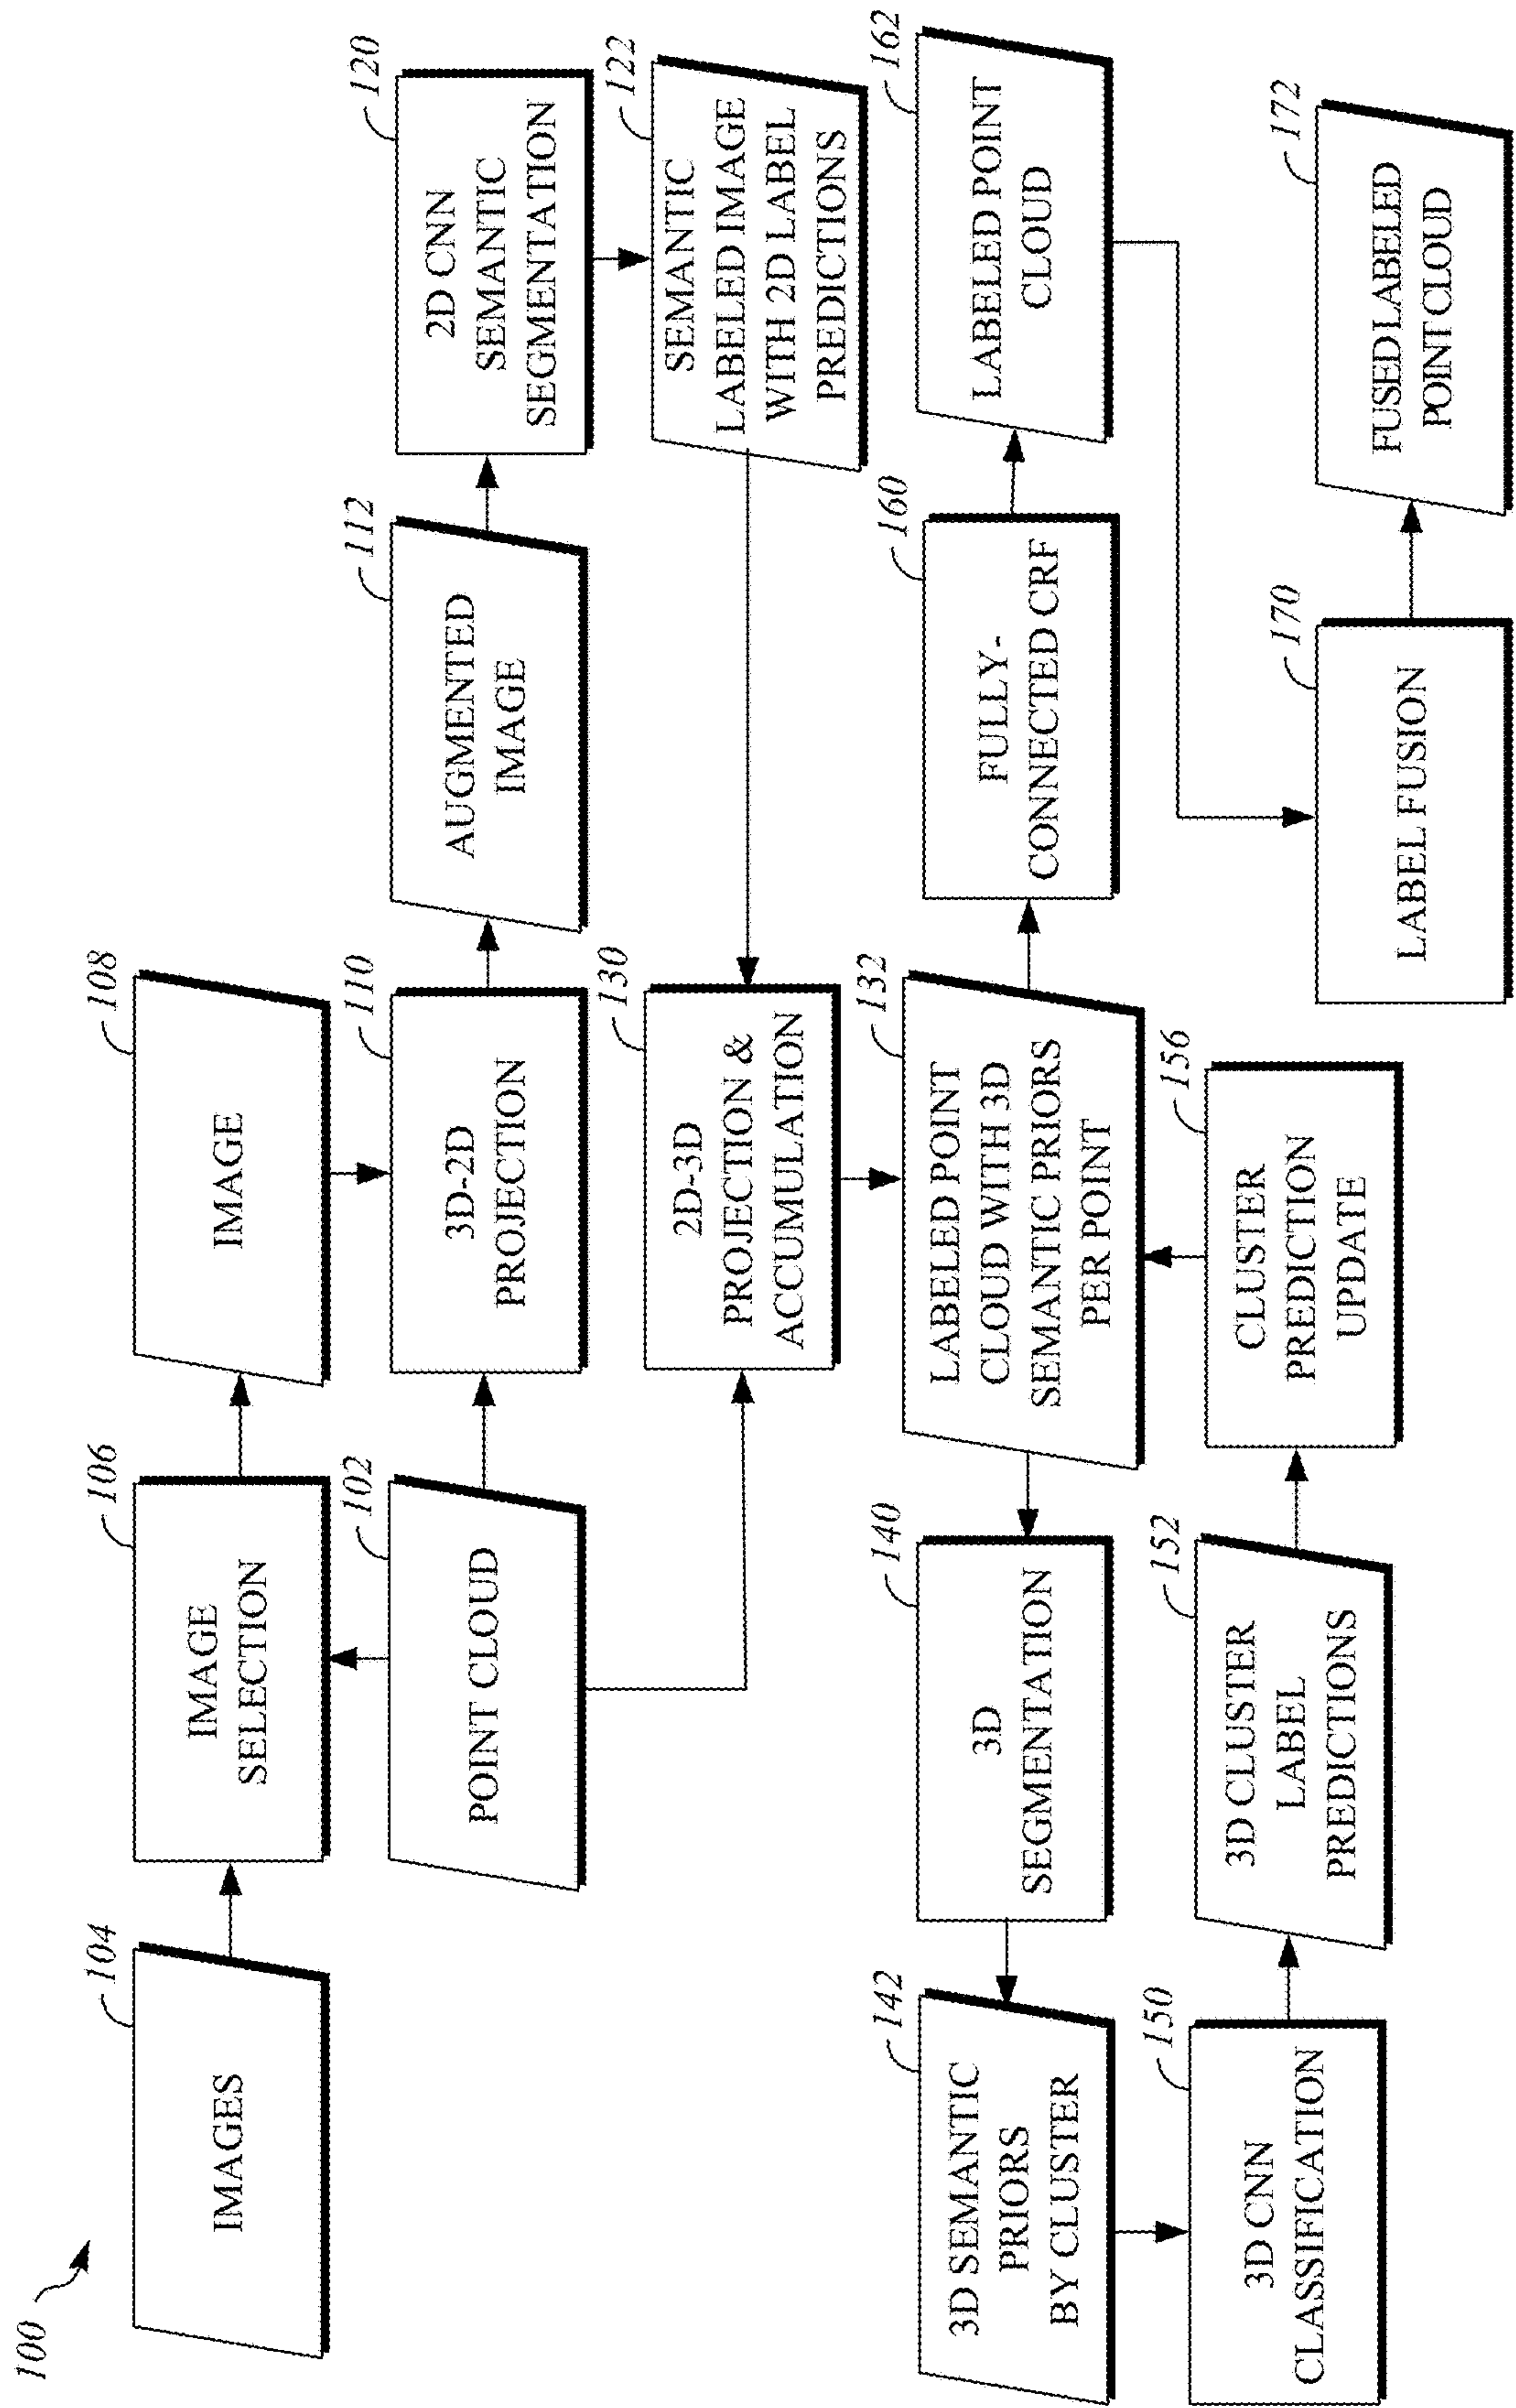 100
104
IMAGES
106
IMAGE
SELECTION
108
IMAGE
102
POINT CLOUD
110
3D-2D
PROJECTION
112
AUGMENTED
IMAGE
120
2D CNN
SEMANTIC
SEGMENTATION
130
2D-3D
PROJECTION &
ACCUMULATION
122
SEMANTIC
LABELED IMAGE
WITH 2D LABEL
PREDICTIONS
142
3D SEMANTIC
PRIORS
BY CLUSTER
140
3D
SEGMENTATION
132
LABELED POINT
CLOUD WITH 3D
SEMANTIC PRIORS
PER POINT
160
FULLY-
CONNECTED CRF
162
LABELED POINT
CLOUD
150
3D CNN
CLASSIFICATION
152
3D CLUSTER
LABEL
PREDICTIONS
156
CLUSTER
PREDICTION
UPDATE
170
LABEL FUSION
172
FUSED LABELED
POINT CLOUD